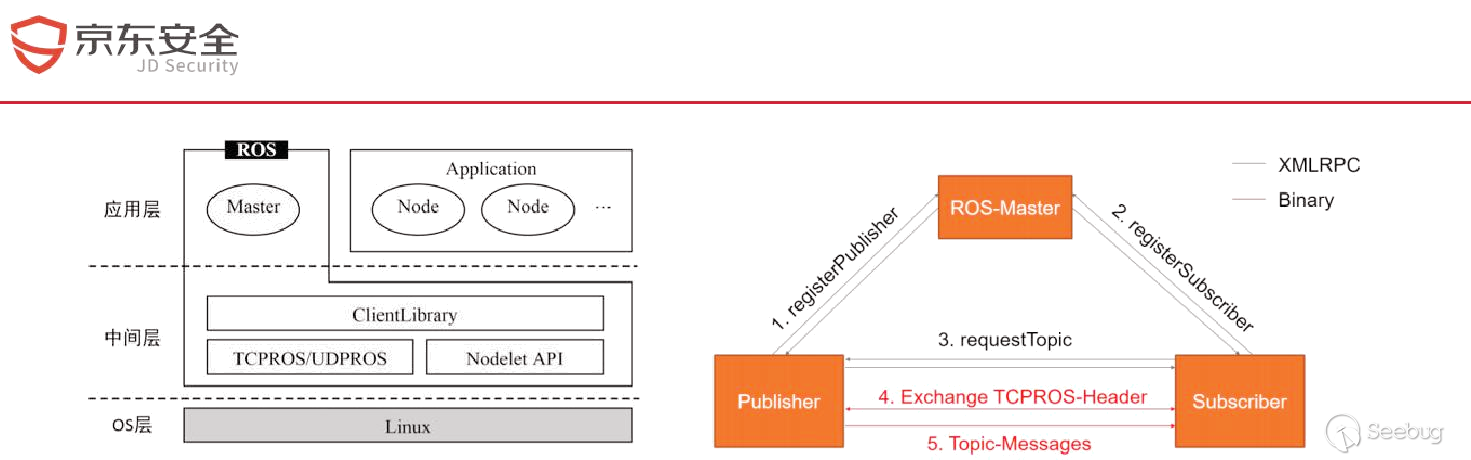 京东安全
JD Security
ROS
应用层
Master
Application
Node
Node
...
中间层
ClientLibrary
TCPROS/UDPROS
Nodelet API
OS层
Linux
XMLRPC
Binary
ROS-Master
1. registerPublisher
2. registerSubscriber
3. requestTopic
Publisher
4. Exchange TCPROS-Header
Subscriber
5. Topic-Messages
Seebug